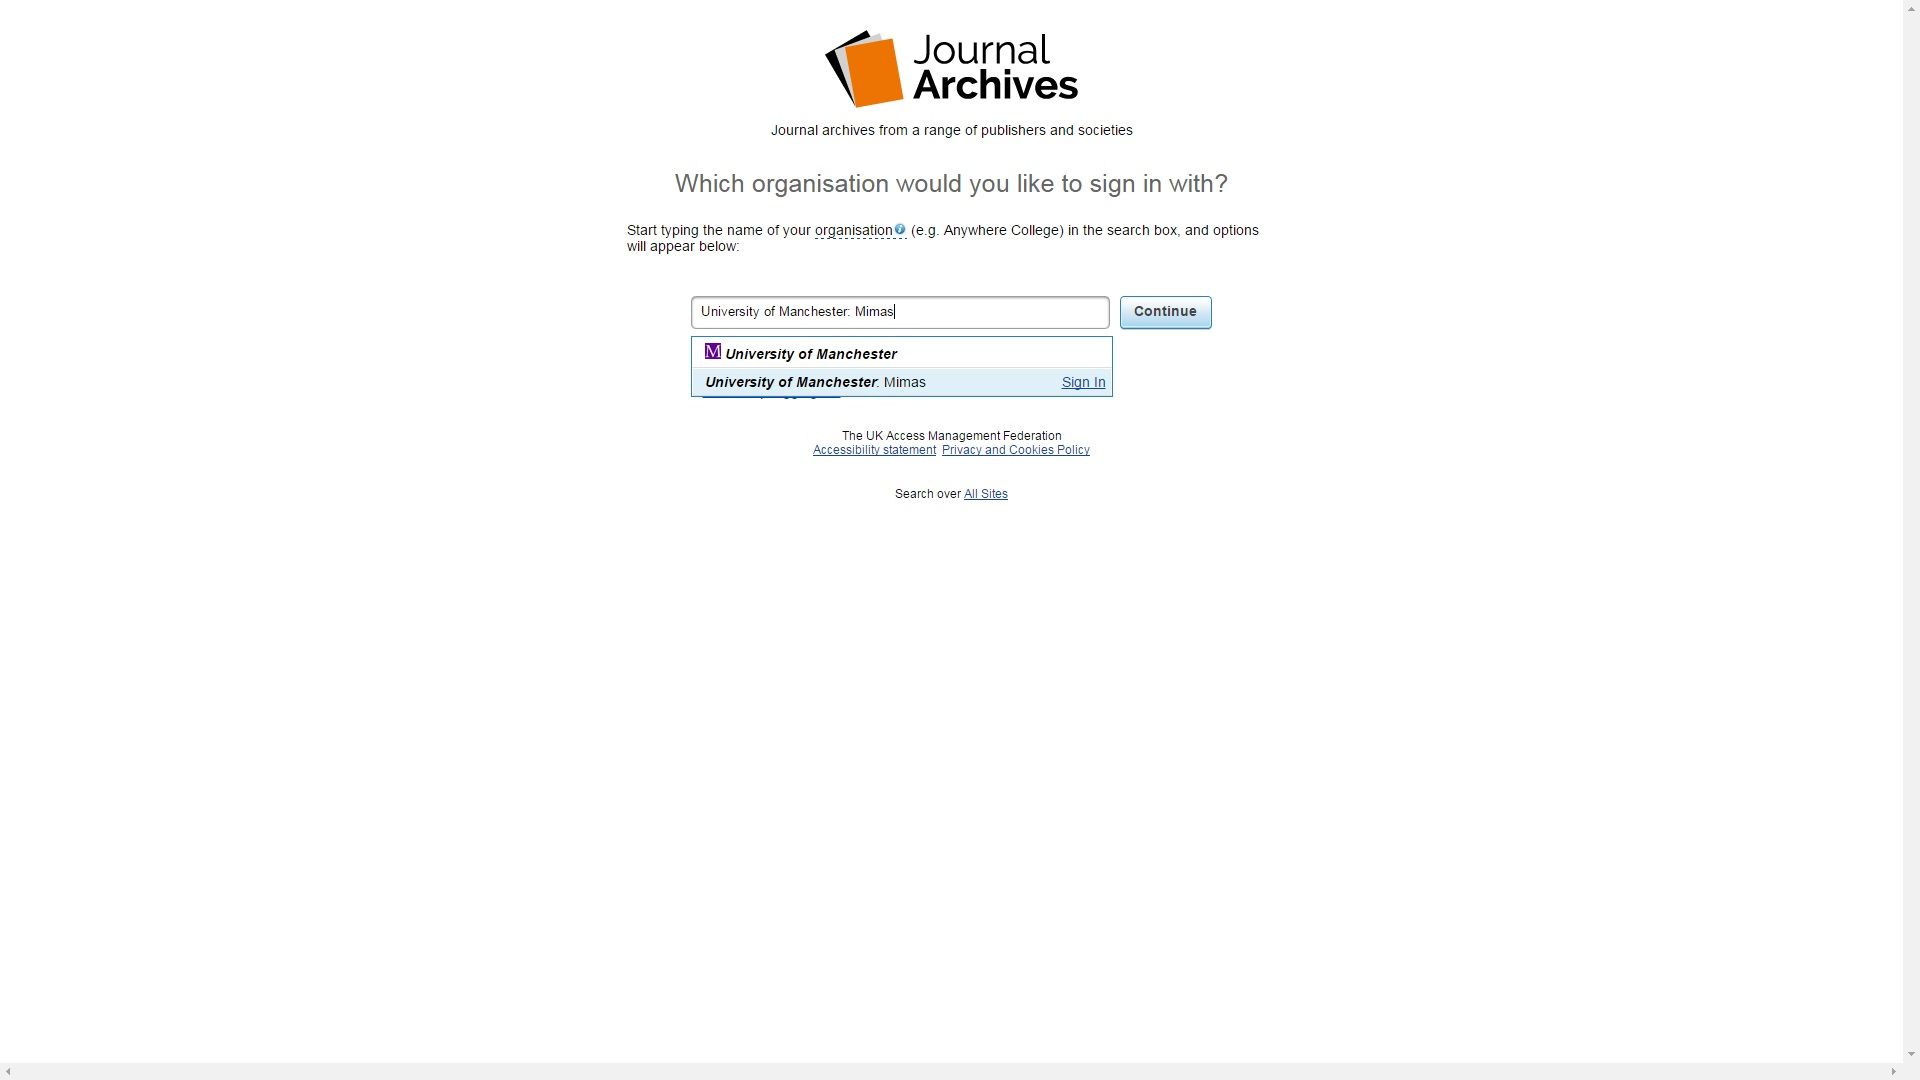 Journal
Archives
Journal archives from a range of publishers and societies
Which organisation would you like to sign in with?
Start typing the name of your organisation (e.g. Anywhere College) in the search box, and options
will appear below:
University of Manchester: Mimas
Continue
M University of Manchester
University of Manchester: Mimas Sign In
The UK Access Management Federation
Accessibility statement Privacy and Cookies Policy
Search over All Sites